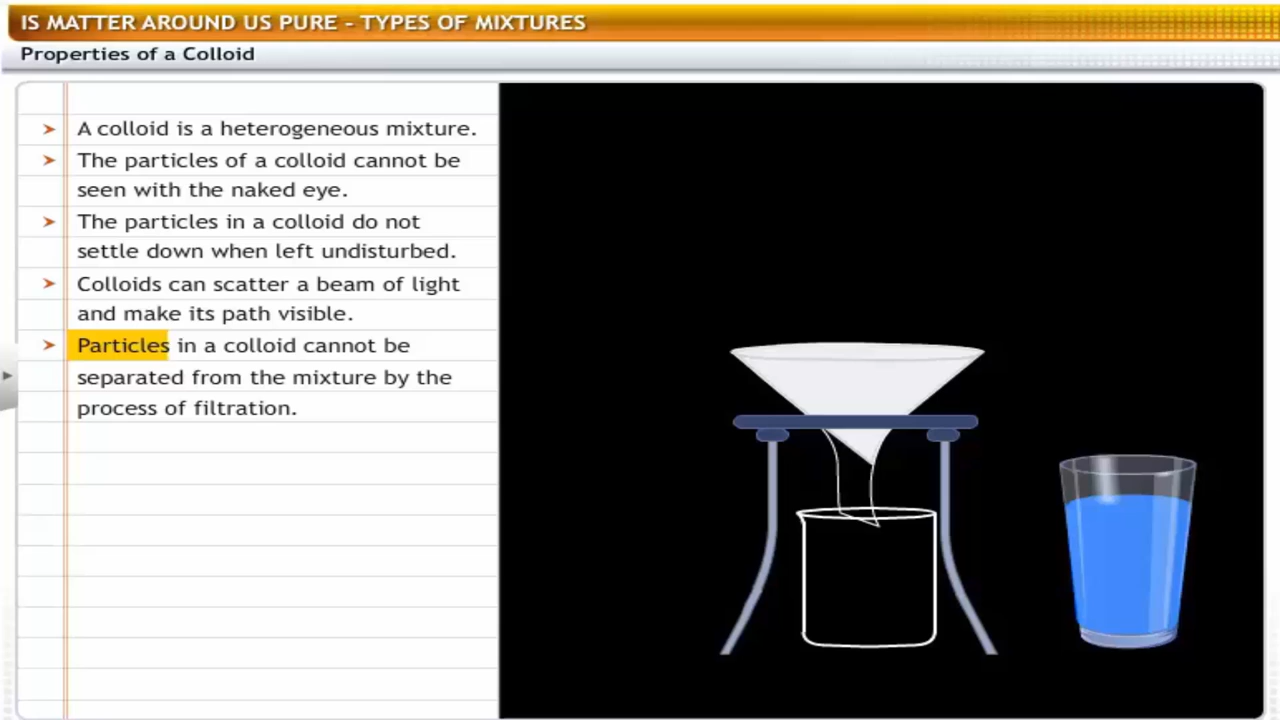 IS MATTER AROUND US PURE - TYPES OF MIXTURES
Properties of a Colloid
A colloid is a heterogeneous mixture.
The particles of a colloid cannot be
seen with the naked eye.
The particles in a colloid do not
settle down when left undisturbed.
Colloids can scatter a beam of light
and make its path visible.
Particles in a colloid cannot be
separated from the mixture by the
process of filtration.